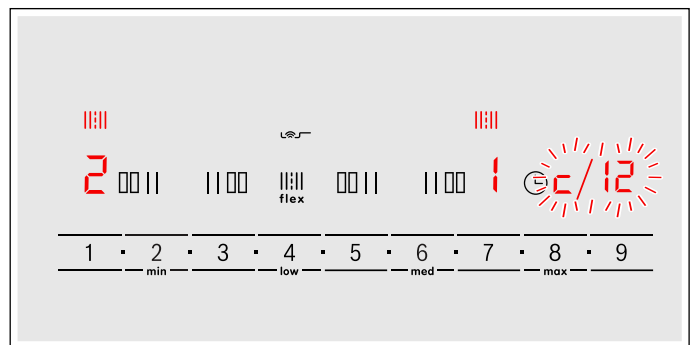 2 1 c/12
flex
1 · 2 · 3 · 4 · 5 · 6 · 7 · 8 · 9
min low med max